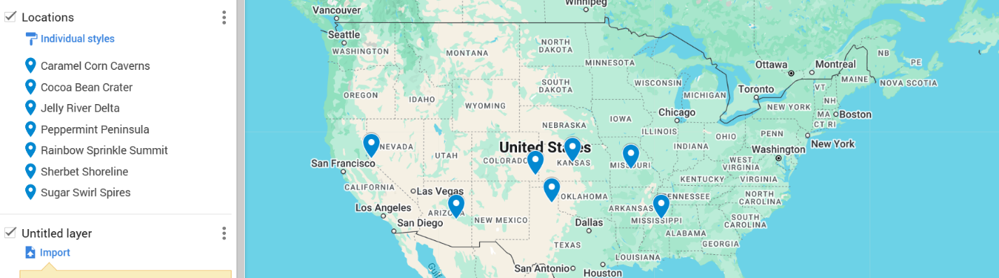 Locations
Individual styles
Caramel Corn Caverns
Cocoa Bean Crater
Jelly River Delta
Peppermint Peninsula
Rainbow Sprinkle Summit
Sherbet Shoreline
Sugar Swirl Spires
Untitled layer
Import
Winnipeg
Vancouver
Seattle
WASHINGTON
MONTANA
NORTH
DAKOTA
MINNESOTA
NB
PE
Ottawa
Montreal
MAINE
NOVA SCOTIA
OREGON
IDAHO
SOUTH
DAKOTA
WISCONSIN
MICHIGAN
Toronto
VT
NH
NEW YORK
WYOMING
Chicago
MA
Boston
CT RI
NEBRASKA
IOWA
ILLINOIS
INDIANA
OHIO
PENN
New York
NEVADA
UTAH
United States
COLORADO
KANSAS
MISSOURI
Washington
WEST
VIRGINIA
VIRGINIA
KENTUCKY
San Francisco
CALIFORNIA
Las Vegas
Los Angeles
ARIZONA
NEW MEXICO
OKLAHOMA
ARKANSAS
TENNESSEE
NORTH
CAROLINA
San Diego
Dallas
MISSISSIPPI
SOUTH
CAROLINA
ALABAMA
GEORGIA
TEXAS
LOUISIANA
San Antonio
Houston
Gulf